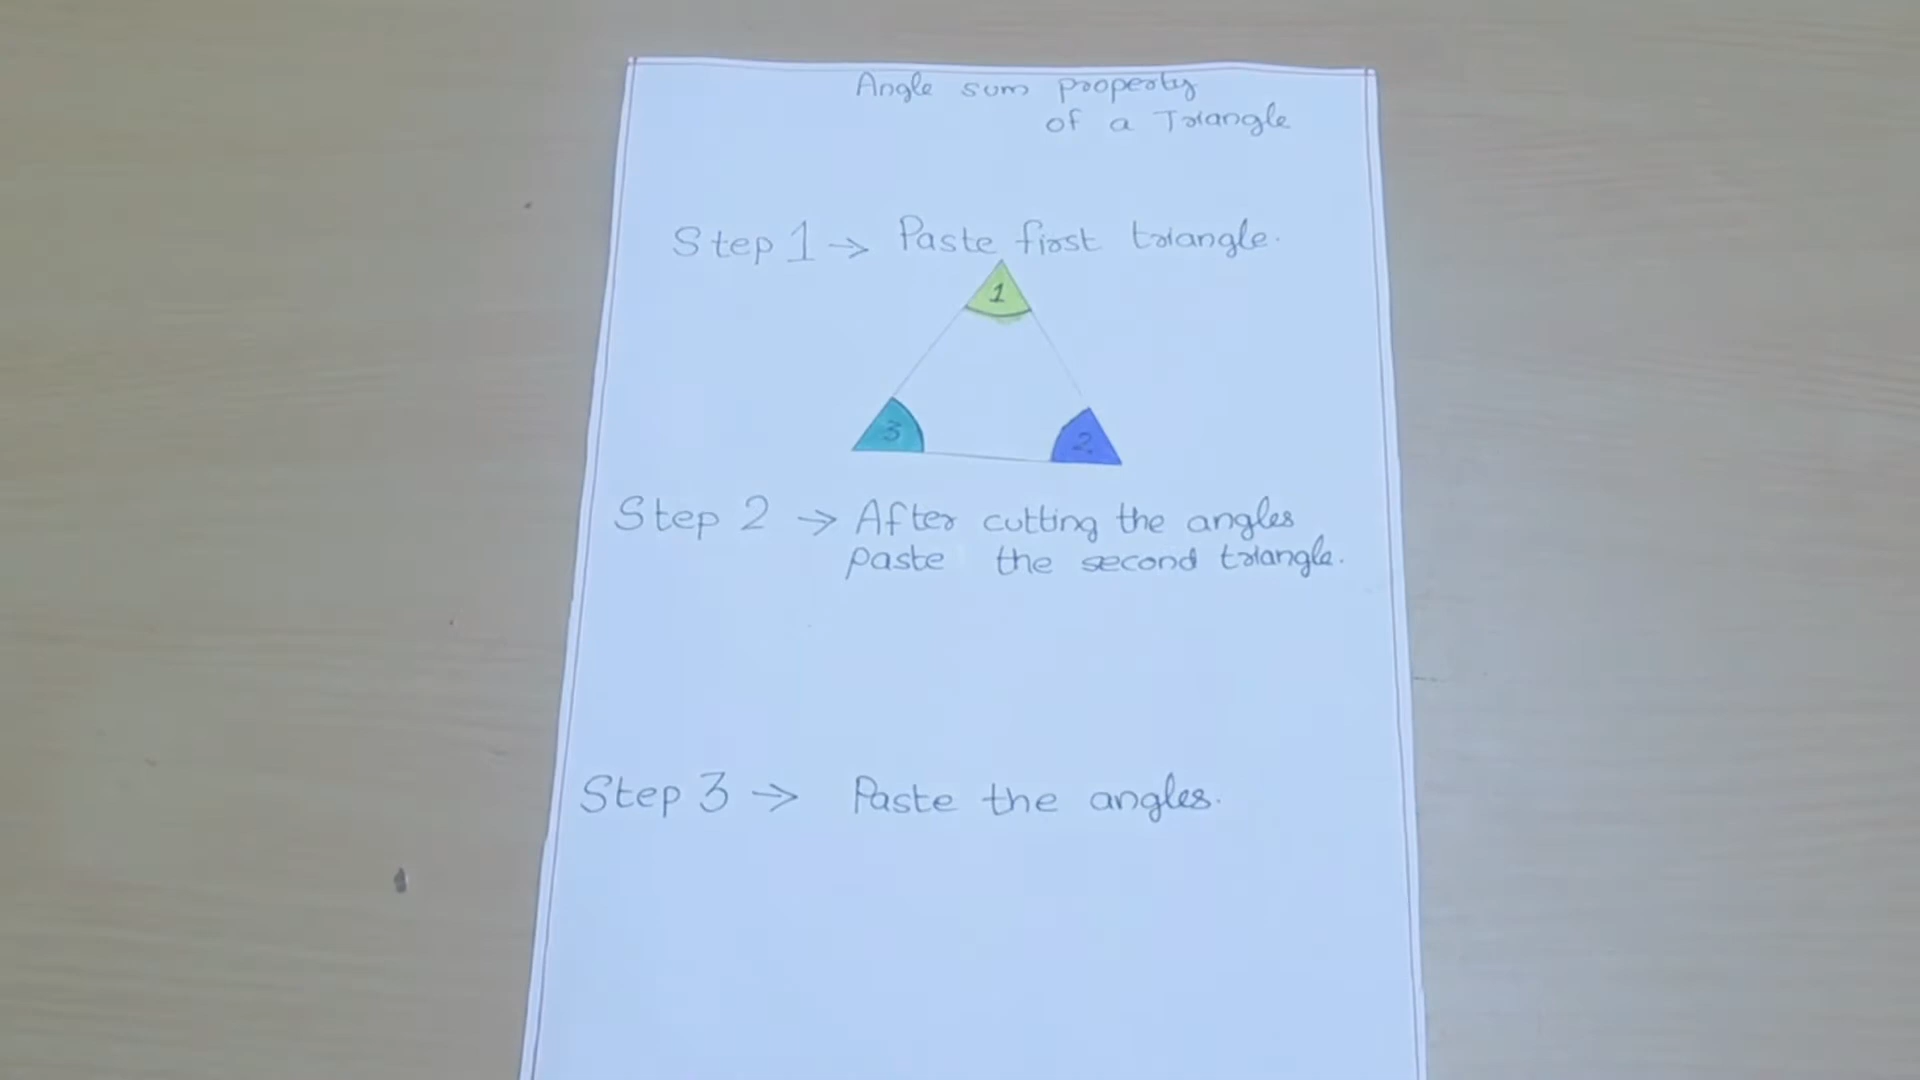 Angle sum property
of a Triangle
Step 1 → Paste first triangle.
1
3
2
Step 2 → After cutting the angles
paste the second triangle.
Step 3 → Paste the angles.